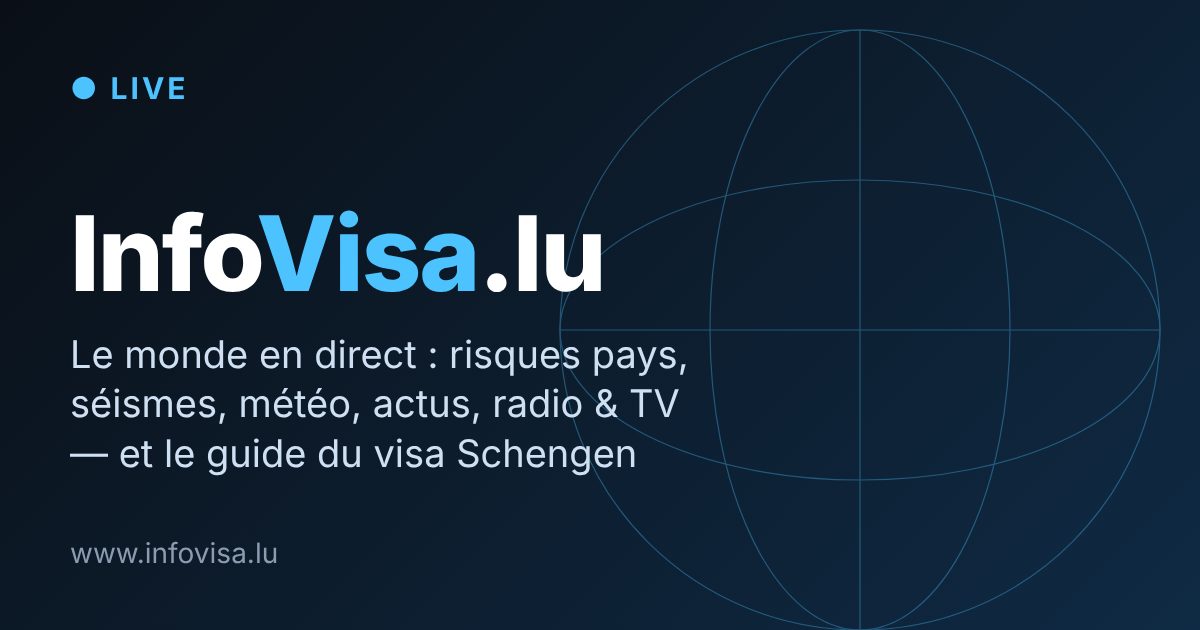 LIVE
InfoVisa.lu
Le monde en direct : risques pays,
séismes, météo, actus, radio & TV
— et le guide du visa Schengen
www.infovisa.lu